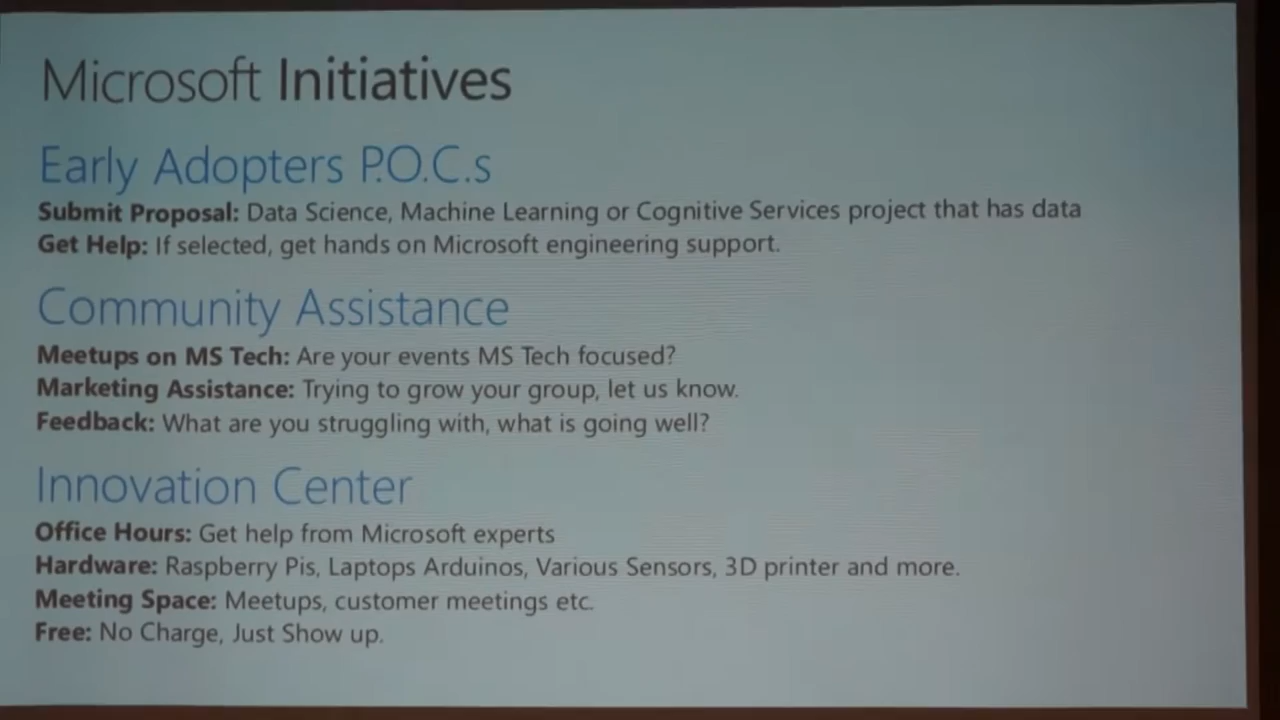 Microsoft Initiatives
Early Adopters P.O.C.s
Submit Proposal: Data Science, Machine Learning or Cognitive Services project that has data
Get Help: If selected, get hands on Microsoft engineering support.
Community Assistance
Meetups on MS Tech: Are your events MS Tech focused?
Marketing Assistance: Trying to grow your group, let us know.
Feedback: What are you struggling with, what is going well?
Innovation Center
Office Hours: Get help from Microsoft experts
Hardware: Raspberry Pis, Laptops Arduinos, Various Sensors, 3D printer and more.
Meeting Space: Meetups, customer meetings etc.
Free: No Charge, Just Show up.